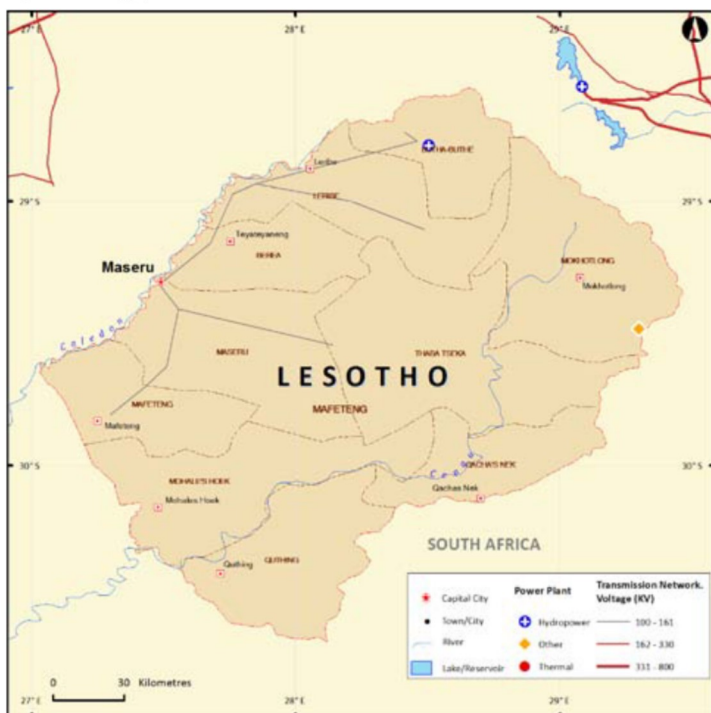 27°E
28°E
29°E
BUTHA-BUTHE
Leribe
29°S
29°S
LERIBE
Teyateyaneng
BEREA
MOKHOTLONG
Maseru
Mokhotlong
Caledon
MASERU
THABA TSEKA
LESOTHO
MAFETENG
MAFETENG
Mafeteng
30°S
30°S
QACHA'S NEK
MOHALE'S HOEK
Qachas Nek
Mohales Hoek
SOUTH AFRICA
Quthing
QUTHING
Capital City
Town/City
River
Lake/Reservoir
Power Plant
Hydropower
Other
Thermal
Transmission Network.
Voltage (KV)
100 - 161
162 - 330
331 - 800
0 30 Kilometres
27°E
28°E
29°E